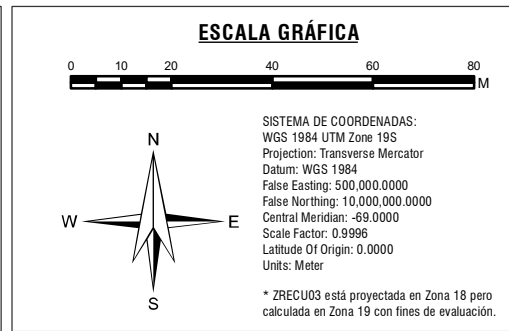 ESCALA GRÁFICA
0 10 20 40 60 80
M
SISTEMA DE COORDENADAS:
WGS 1984 UTM Zone 19S
Projection: Transverse Mercator
Datum: WGS 1984
False Easting: 500,000.0000
False Northing: 10,000,000.0000
Central Meridian: -69.0000
Scale Factor: 0.9996
Latitude Of Origin: 0.0000
Units: Meter
* ZRECU03 está proyectada en Zona 18 pero
calculada en Zona 19 con fines de evaluación.
N
W E
S